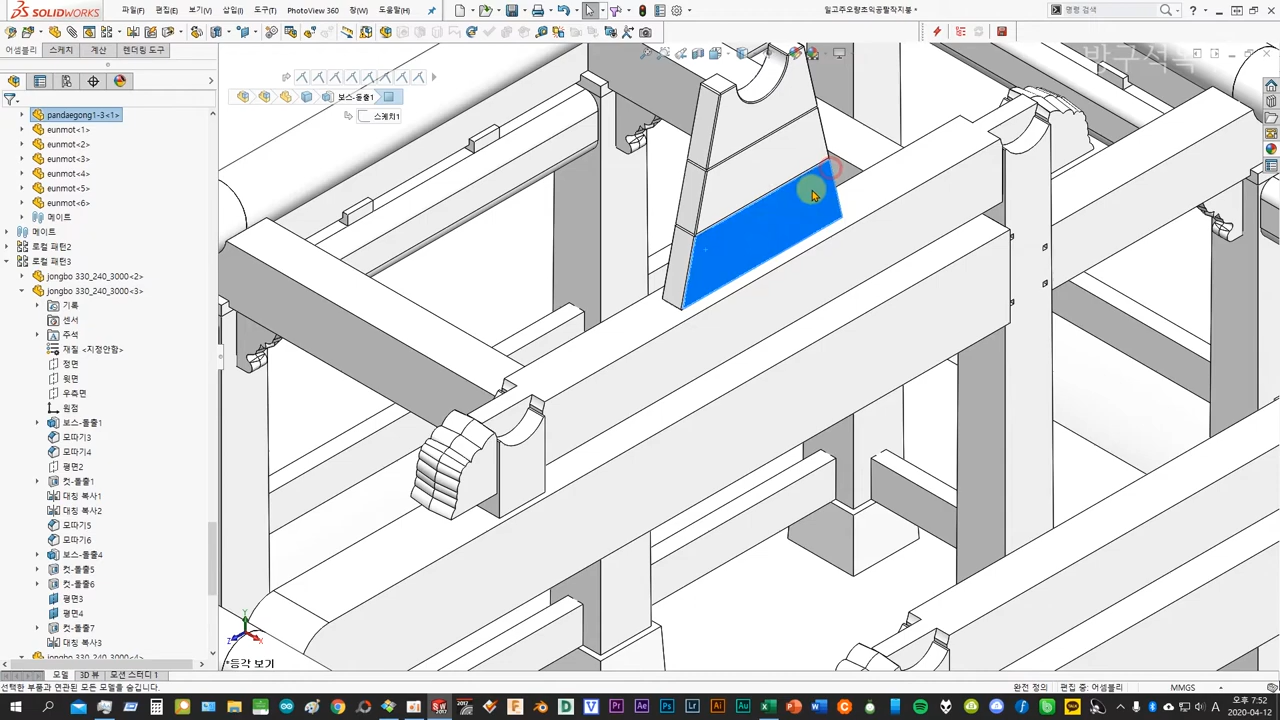 SOLIDWORKS 파일(F) 편집(E) 보기(V) 삽입(I) 도구(T) PhotoView 360 창(W) 도움말(H) 일고주오량초익공팔작지붕 * 명령 검색
어셈블리 스케치 계산 렌더링 도구
방구석목
보스-돌출1
스케치1
pandaegong1-3<1>
eunmot<1>
eunmot<2>
eunmot<3>
eunmot<4>
eunmot<5>
eunmot<6>
메이트
메이트
로컬 패턴2
로컬 패턴3
jongbo 330_240_3000<2>
jongbo 330_240_3000<3>
기록
센서
주석
재질 <지정안함>
정면
윗면
우측면
원점
보스-돌출1
모따기3
모따기4
평면2
컷-돌출1
대칭 복사1
대칭 복사2
모따기5
모따기6
보스-돌출4
컷-돌출5
컷-돌출6
평면3
평면4
컷-돌출7
대칭 복사3
jongbo 330_240_3000<4>
Y
Z
X
*등각 보기
모델 3D 뷰 모션 스터디 1
선택한 부품과 연관된 모든 모델을 숨깁니다. 완전 정의 편집 중: 어셈블리 MMGS
오후 7:52
2020-04-12